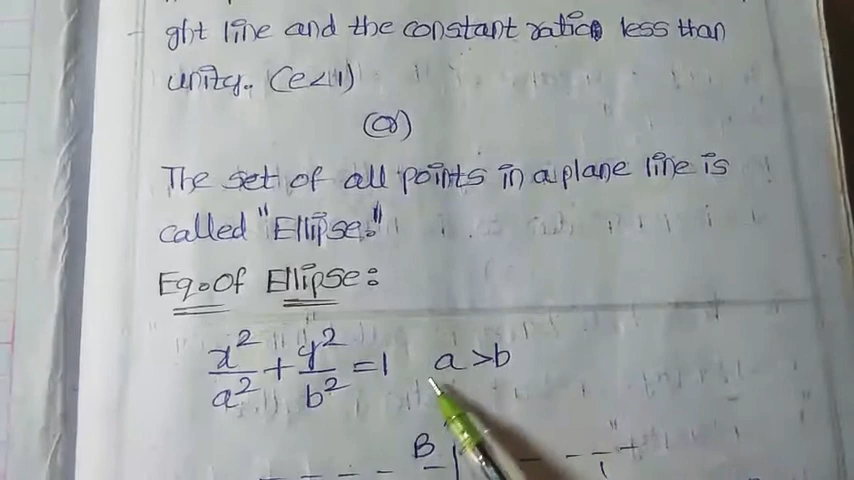 ght line and the constant ratio less than
unity. (e<1)
(or)
The set of all points in a plane line is
called "Ellipse."
Eq. Of Ellipse:
x²/a² + y²/b² = 1 a > b
B